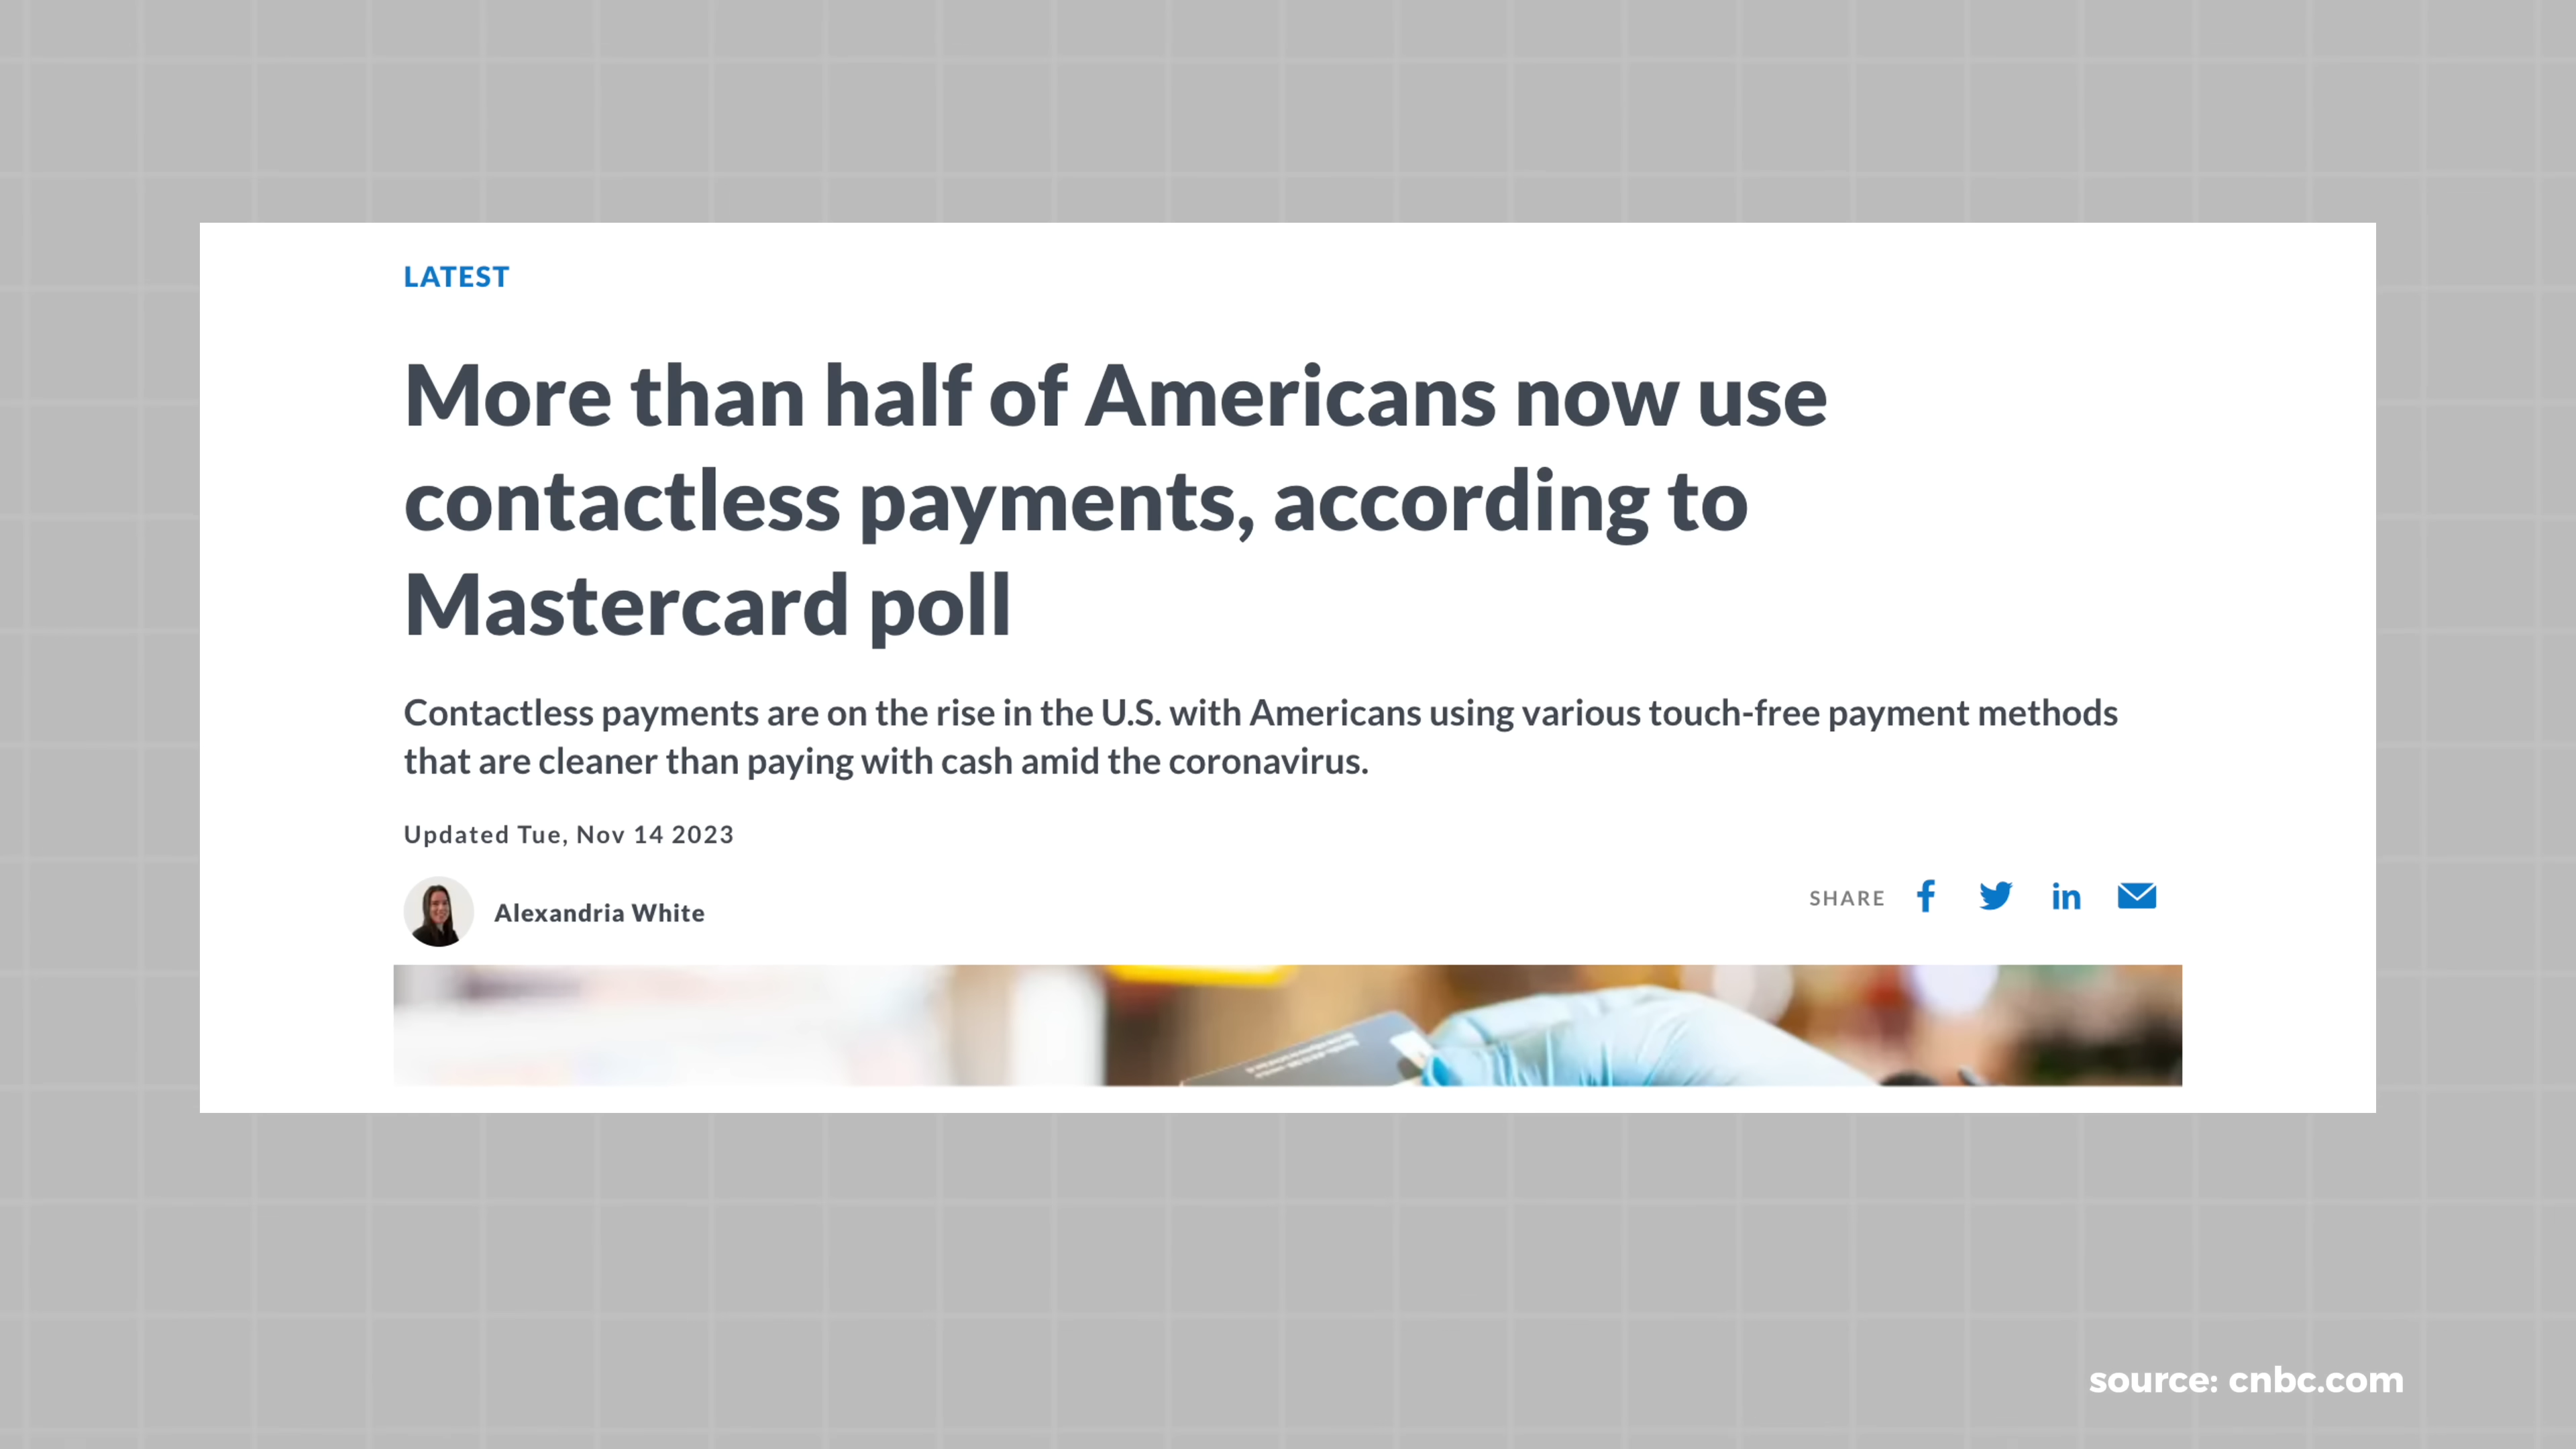 LATEST
More than half of Americans now use
contactless payments, according to
Mastercard poll
Contactless payments are on the rise in the U.S. with Americans using various touch-free payment methods
that are cleaner than paying with cash amid the coronavirus.
Updated Tue, Nov 14 2023
Alexandria White
SHARE
source: cnbc.com